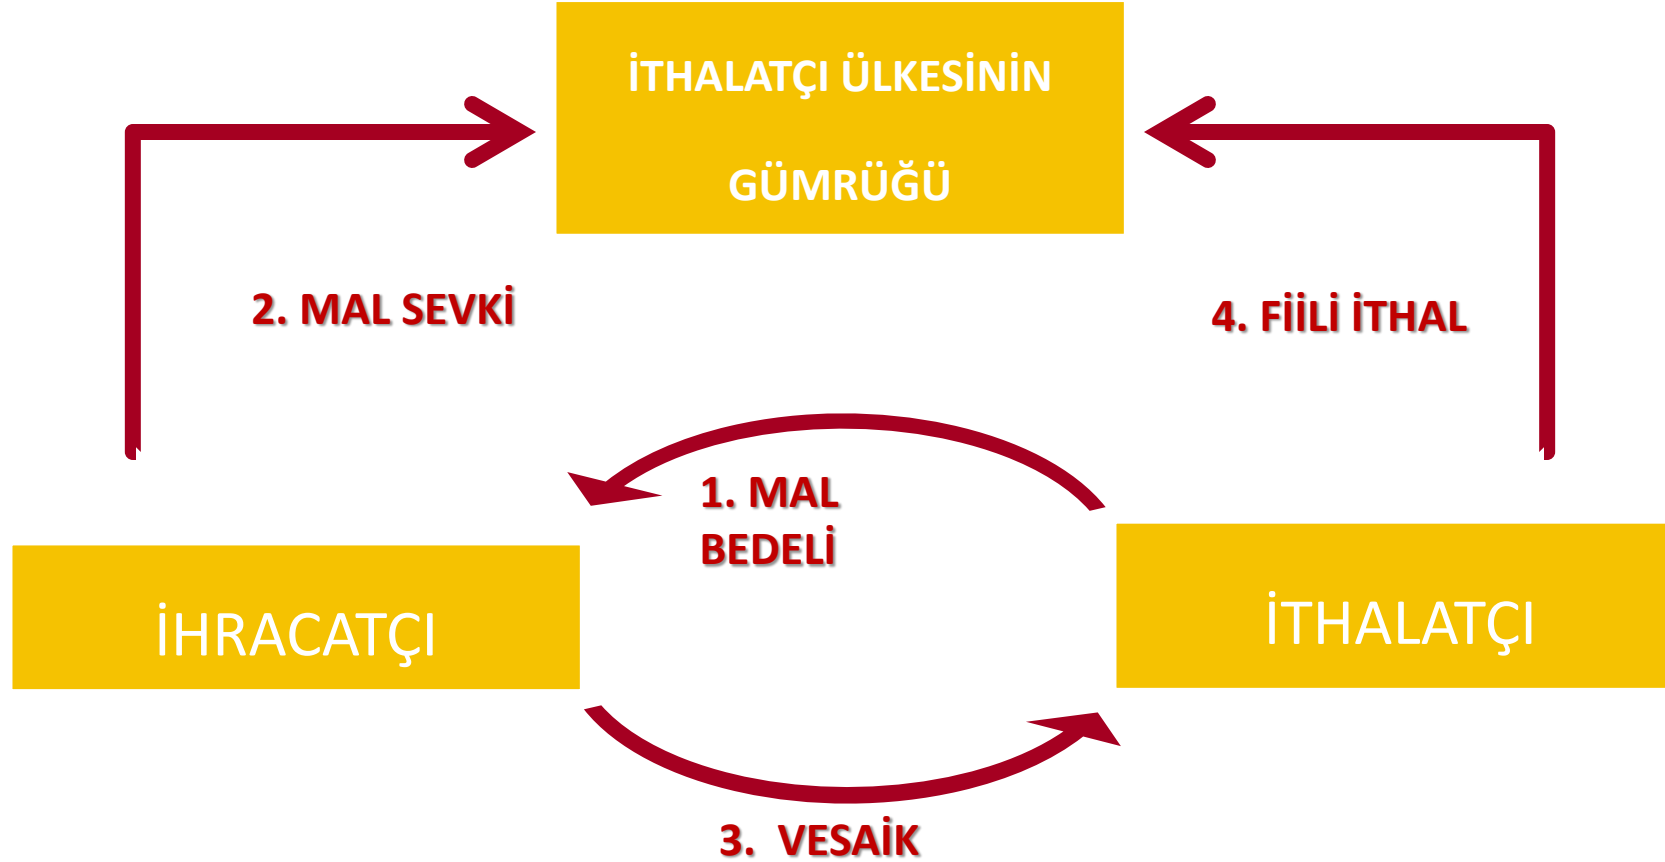 İTHALATÇI ÜLKESİNİN
GÜMRÜĞÜ
2. MAL SEVKİ
4. FİİLİ İTHAL
1. MAL
BEDELİ
İHRACATÇI
İTHALATÇI
3. VESAİK